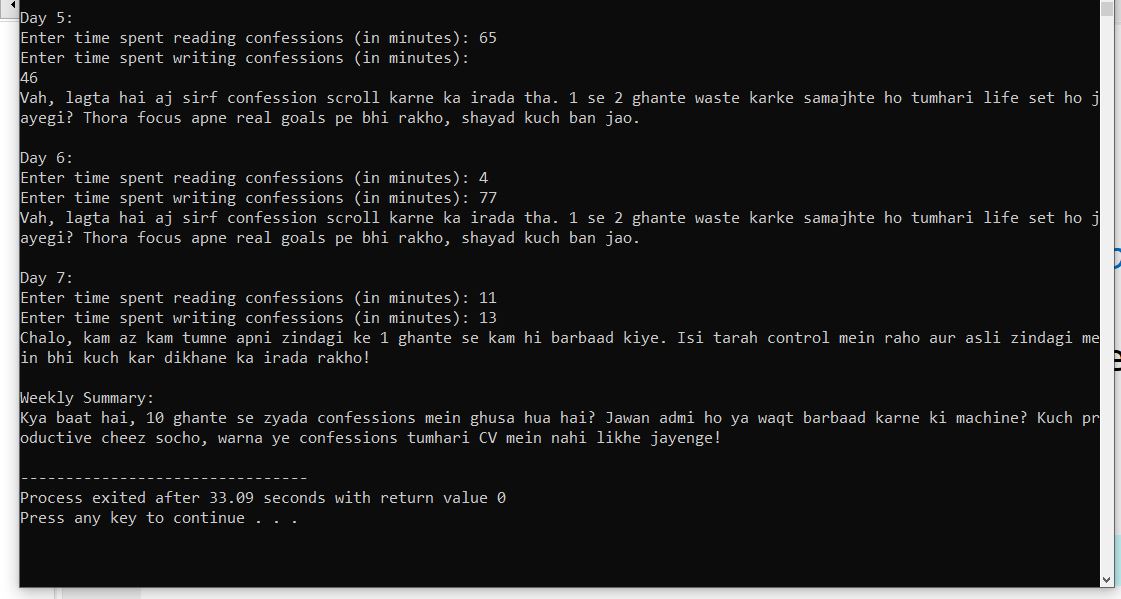 Day 5:
Enter time spent reading confessions (in minutes): 65
Enter time spent writing confessions (in minutes):
46
Vah, lagta hai aj sirf confession scroll karne ka irada tha. 1 se 2 ghante waste karke samajhte ho tumhari life set ho j
ayegi? Thora focus apne real goals pe bhi rakho, shayad kuch ban jao.
Day 6:
Enter time spent reading confessions (in minutes): 4
Enter time spent writing confessions (in minutes): 77
Vah, lagta hai aj sirf confession scroll karne ka irada tha. 1 se 2 ghante waste karke samajhte ho tumhari life set ho j
ayegi? Thora focus apne real goals pe bhi rakho, shayad kuch ban jao.
Day 7:
Enter time spent reading confessions (in minutes): 11
Enter time spent writing confessions (in minutes): 13
Chalo, kam az kam tumne apni zindagi ke 1 ghante se kam hi barbaad kiye. Isi tarah control mein raho aur asli zindagi me
in bhi kuch kar dikhane ka irada rakho!
Weekly Summary:
Kya baat hai, 10 ghante se zyada confessions mein ghusa hua hai? Jawan admi ho ya waqt barbaad karne ki machine? Kuch pr
oductive cheez socho, warna ye confessions tumhari CV mein nahi likhe jayenge!
--------------------------------
Process exited after 33.09 seconds with return value 0
Press any key to continue . . .